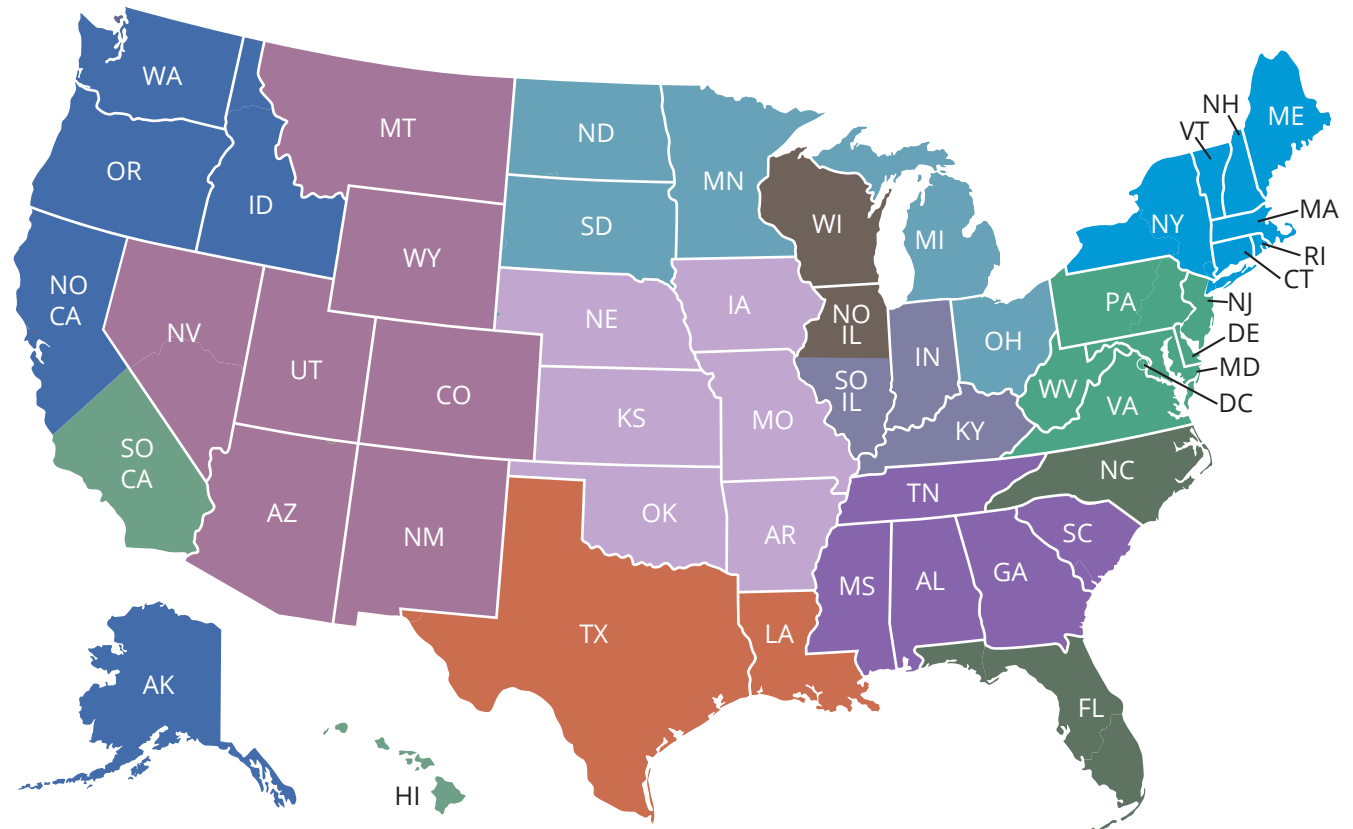 WA
MT
ND
MN
OR
ID
SD
WI
MI
NH
VT
ME
NY
MA
RI
CT
NO
CA
WY
NV
UT
CO
NE
IA
NO
IL
IN
OH
PA
NJ
DE
MD
DC
WV
VA
SO
CA
KS
MO
SO
IL
KY
NC
TN
AZ
NM
OK
AR
SC
MS
AL
GA
TX
LA
FL
AK
HI